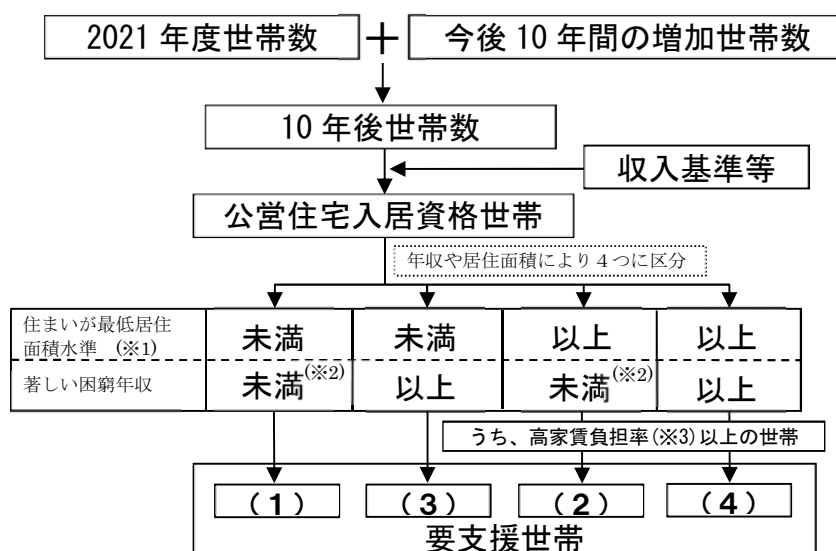 2021 年度世帯数 ＋ 今後 10 年間の増加世帯数
10 年後世帯数
収入基準等
公営住宅入居資格世帯
年収や居住面積により４つに区分
住まいが最低居住
面積水準 (※1)
未満 未満 以上 以上
著しい困窮年収 未満(※2) 以上 未満(※2) 以上
うち、高家賃負担率(※3)以上の世帯
（１） （３） （２） （４）
要支援世帯